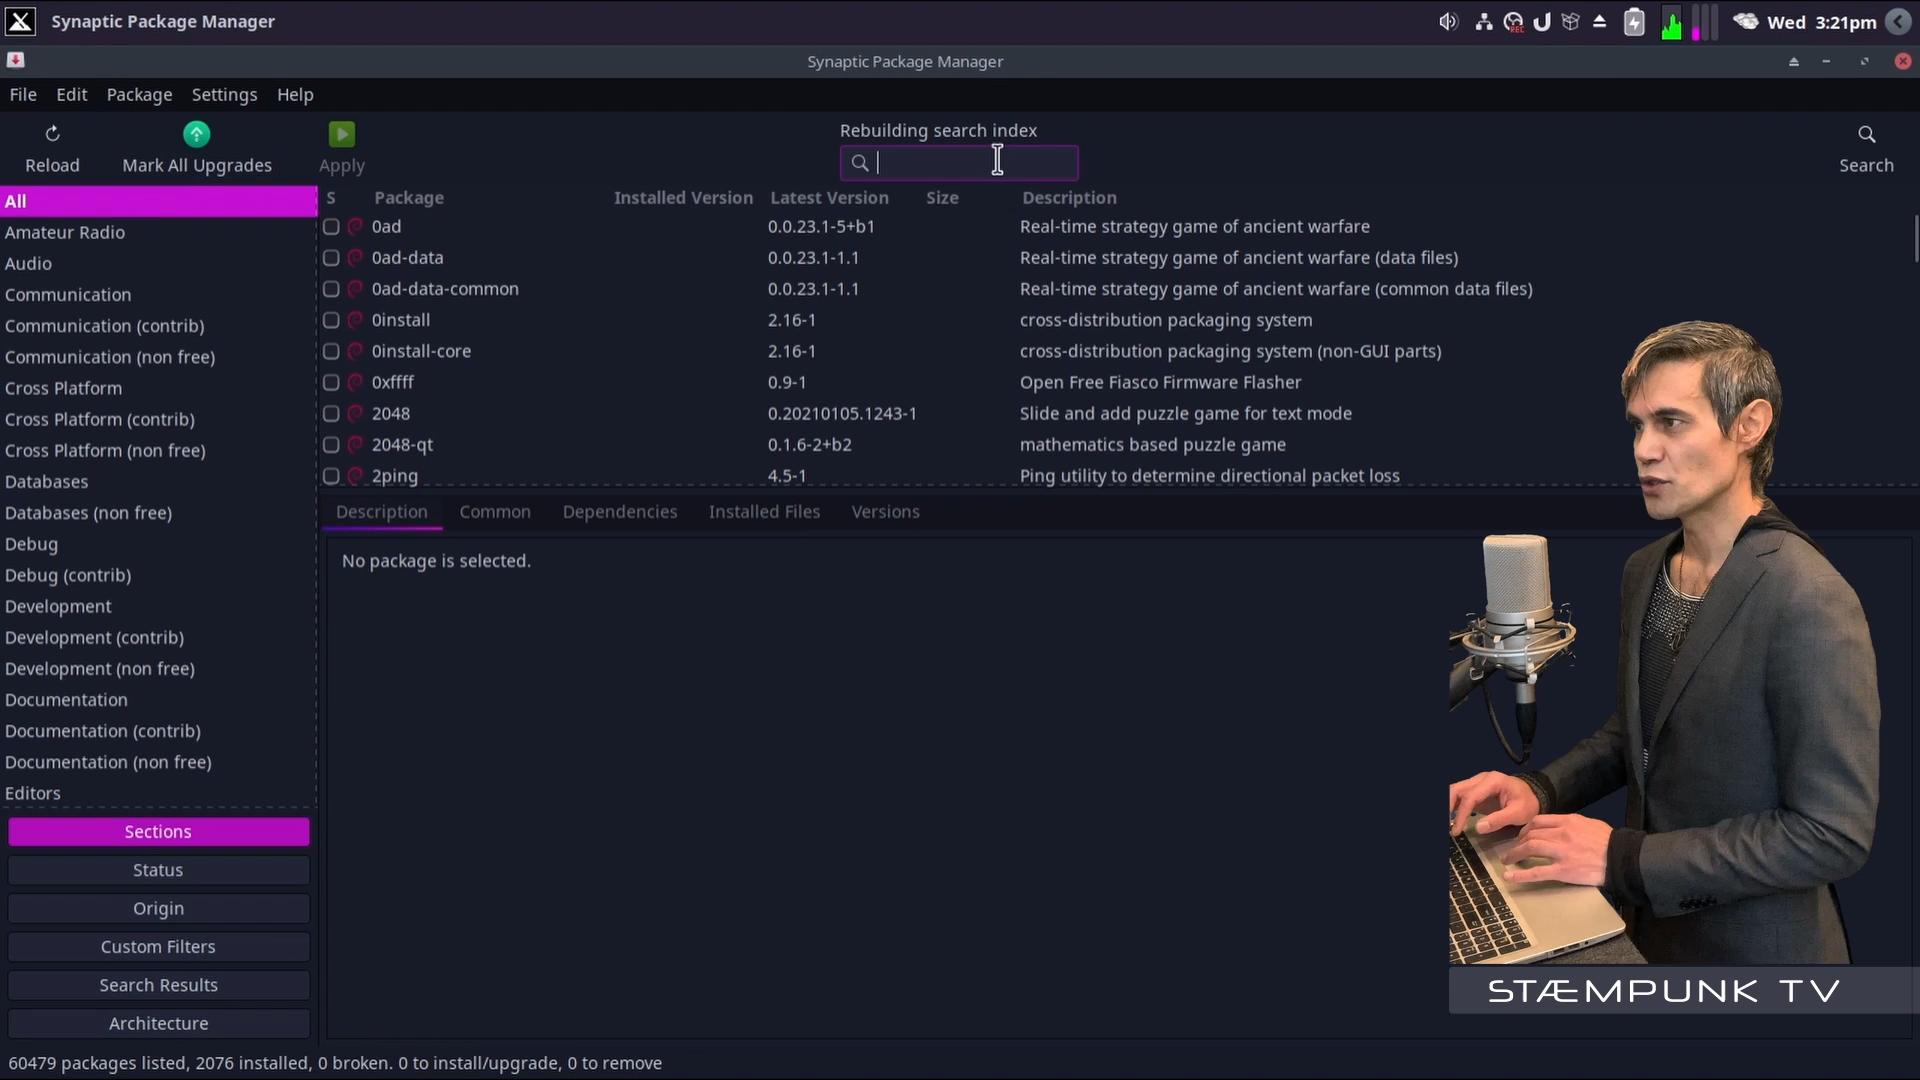 Synaptic Package Manager
REC
Wed 3:21pm
Synaptic Package Manager
File Edit Package Settings Help
Reload
Mark All Upgrades
Apply
Rebuilding search index
Search
S Package Installed Version Latest Version Size Description
0ad 0.0.23.1-5+b1 Real-time strategy game of ancient warfare
0ad-data 0.0.23.1-1.1 Real-time strategy game of ancient warfare (data files)
0ad-data-common 0.0.23.1-1.1 Real-time strategy game of ancient warfare (common data files)
0install 2.16-1 cross-distribution packaging system
0install-core 2.16-1 cross-distribution packaging system (non-GUI parts)
0xffff 0.9-1 Open Free Fiasco Firmware Flasher
2048 0.20210105.1243-1 Slide and add puzzle game for text mode
2048-qt 0.1.6-2+b2 mathematics based puzzle game
2ping 4.5-1 Ping utility to determine directional packet loss
All
Amateur Radio
Audio
Communication
Communication (contrib)
Communication (non free)
Cross Platform
Cross Platform (contrib)
Cross Platform (non free)
Databases
Databases (non free)
Debug
Debug (contrib)
Development
Development (contrib)
Development (non free)
Documentation
Documentation (contrib)
Documentation (non free)
Editors
Sections
Status
Origin
Custom Filters
Search Results
Architecture
Description Common Dependencies Installed Files Versions
No package is selected.
STÆMPUNK TV
60479 packages listed, 2076 installed, 0 broken. 0 to install/upgrade, 0 to remove